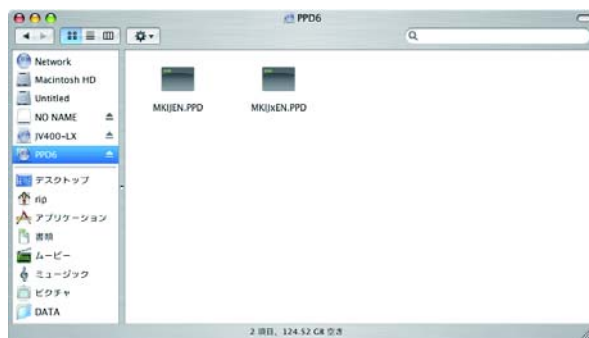 PPD6
Network
Macintosh HD
Untitled
NO NAME
JV400-LX
PPD6
デスクトップ
rip
アプリケーション
書類
ムービー
ミュージック
ピクチャ
DATA
MKIJEN.PPD
MKIJxEN.PPD
2 項目、124.52 GB 空き